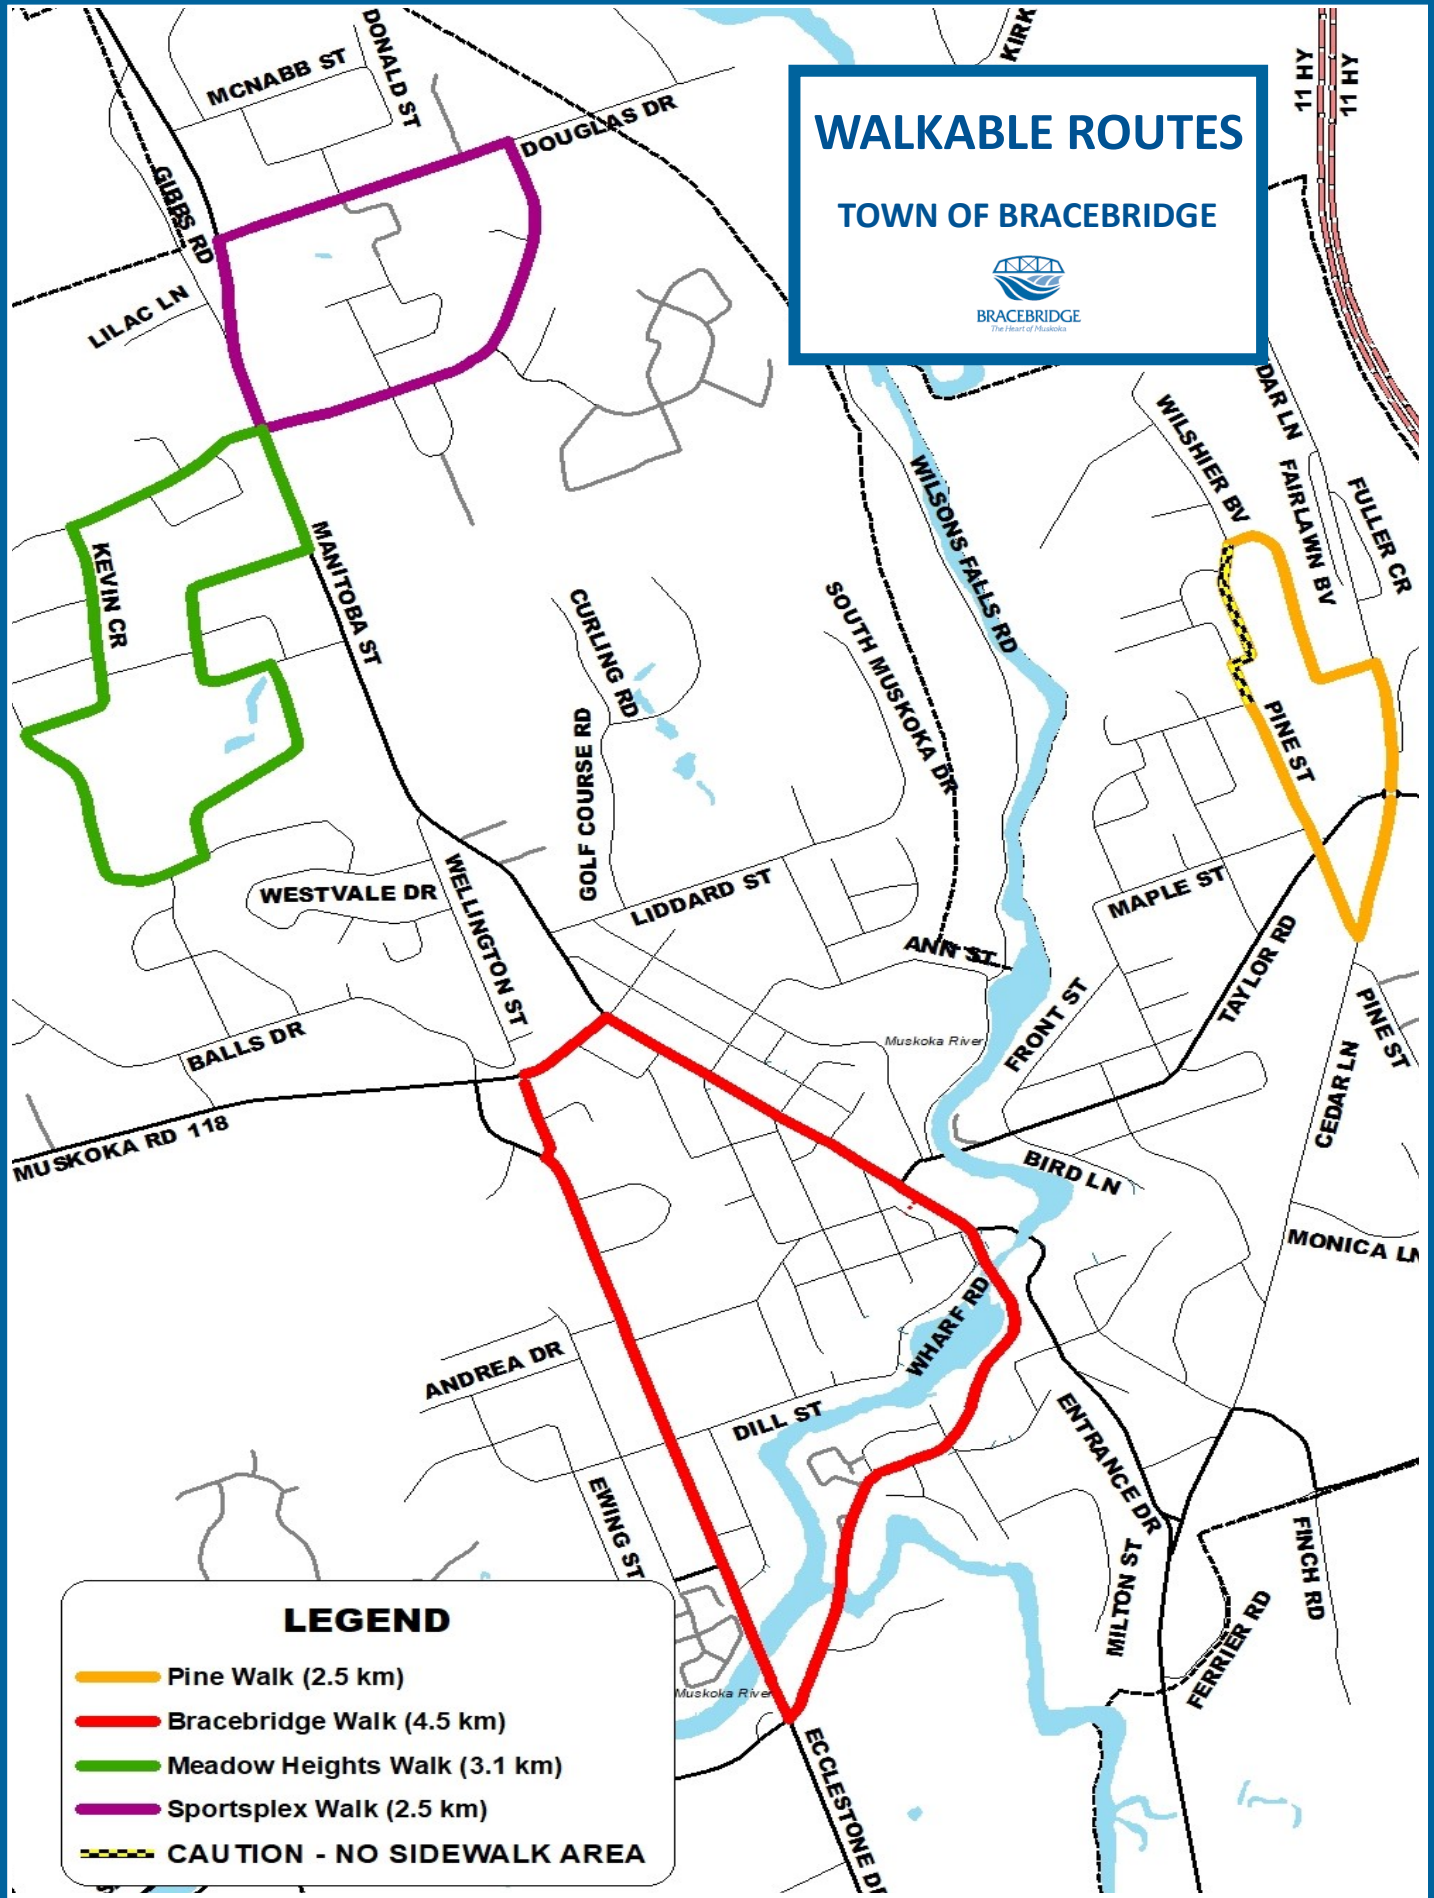 WALKABLE ROUTES
TOWN OF BRACEBRIDGE
BRACEBRIDGE
The Heart of Muskoka
KIRK
11 HY
11 HY
MCNABB ST
DONALD ST
DOUGLAS DR
GIBBS RD
LILAC LN
DAR LN
WILSHIER BV
FAIRLAWN BV
FULLER CR
WILSONS FALLS RD
KEVIN CR
MANITOBA ST
CURLING RD
SOUTH MUSKOKA DR
GOLF COURSE RD
PINE ST
WESTVALE DR
WELLINGTON ST
LIDDARD ST
MAPLE ST
ANN ST
TAYLOR RD
FRONT ST
PINE ST
Muskoka River
BALLS DR
CEDAR LN
MUSKOKA RD 118
BIRD LN
MONICA LN
WHARF RD
ANDREA DR
DILL ST
ENTRANCE DR
EWING ST
MILTON ST
FINCH RD
FERRIER RD
Muskoka River
ECCLESTONE DR
LEGEND
Pine Walk (2.5 km)
Bracebridge Walk (4.5 km)
Meadow Heights Walk (3.1 km)
Sportsplex Walk (2.5 km)
CAUTION - NO SIDEWALK AREA